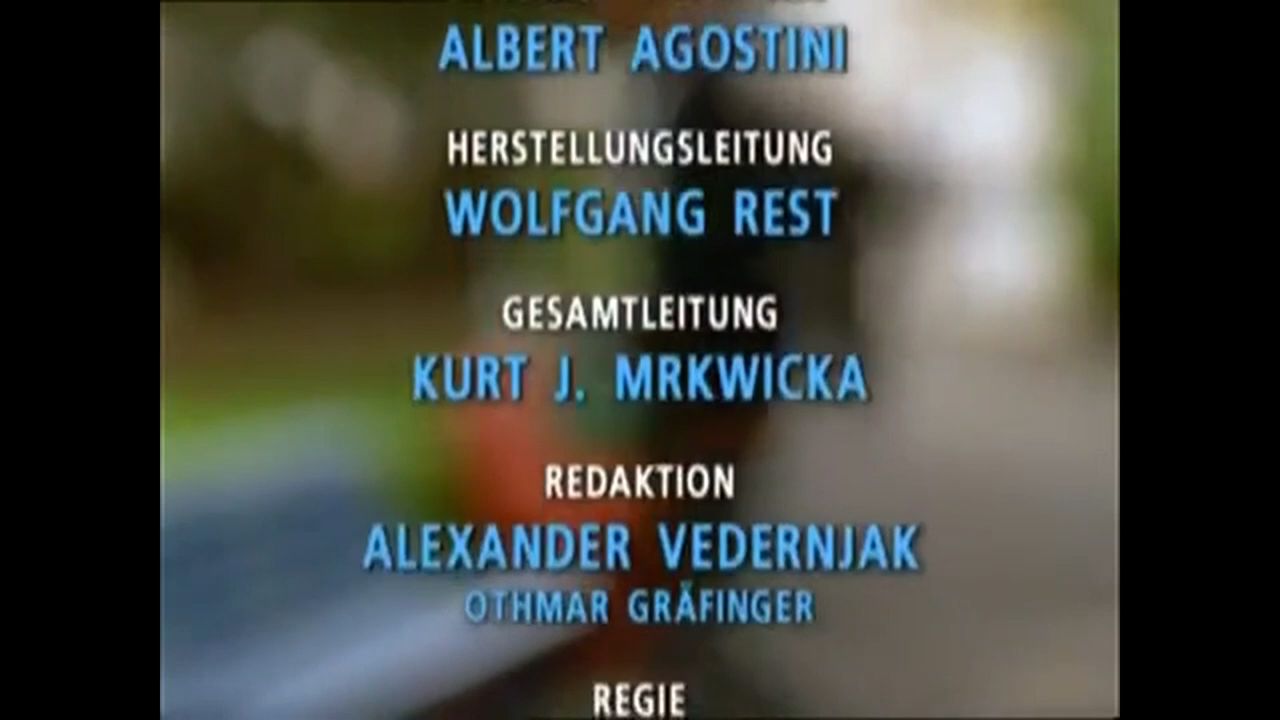 ALBERT AGOSTINI
HERSTELLUNGSLEITUNG
WOLFGANG REST
GESAMTLEITUNG
KURT J. MRKWICKA
REDAKTION
ALEXANDER VEDERNJAK
OTHMAR GRÄFINGER
REGIE